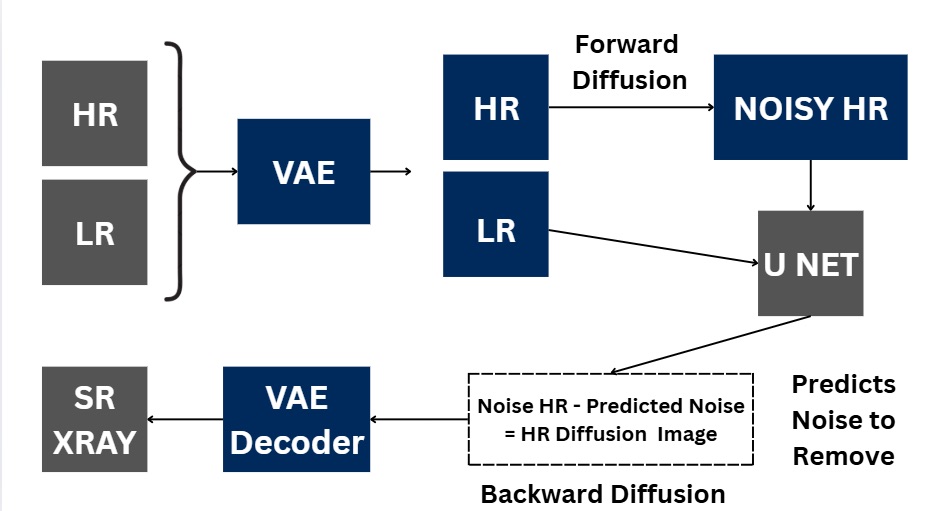 HR
LR
VAE
HR
LR
Forward
Diffusion
NOISY HR
U NET
Predicts
Noise to
Remove
Noise HR - Predicted Noise
= HR Diffusion Image
Backward Diffusion
VAE
Decoder
SR
XRAY